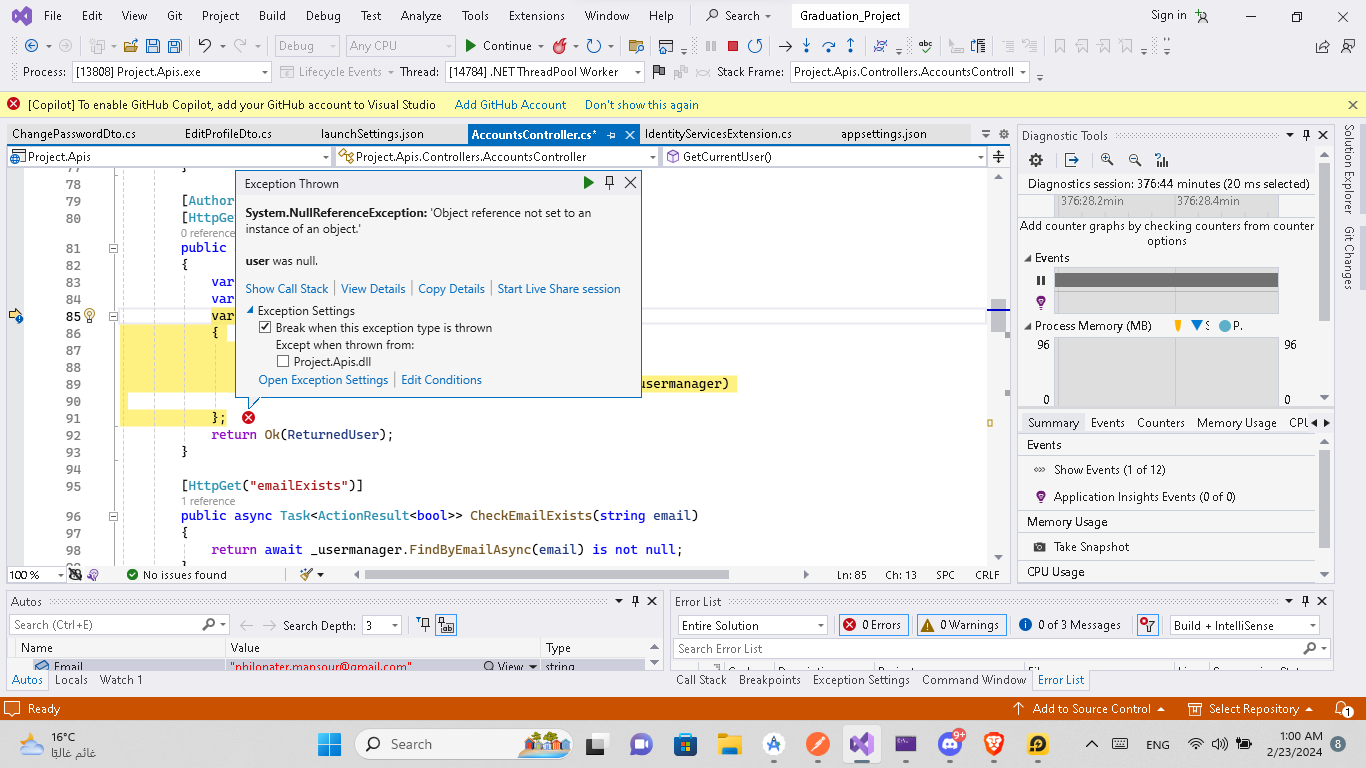 File Edit View Git Project Build Debug Test Analyze Tools Extensions Window Help Search Graduation_Project Sign in
Debug Any CPU Continue
Process: [13808] Project.Apis.exe Lifecycle Events Thread: [14784] .NET ThreadPool Worker Stack Frame: Project.Apis.Controllers.AccountsControll
[Copilot] To enable GitHub Copilot, add your GitHub account to Visual Studio Add GitHub Account Don't show this again
ChangePasswordDto.cs EditProfileDto.cs launchSettings.json AccountsController.cs* IdentityServicesExtension.cs appsettings.json
Project.Apis Project.Apis.Controllers.AccountsController GetCurrentUser()
77 }
78
79 [Author
80 [HttpGet
0 reference
81 public
82 {
83 var
84 var
85 var
86 {
87
88
89 usermanager)
90
91 };
92 return Ok(ReturnedUser);
93 }
94
95 [HttpGet("emailExists")]
1 reference
96 public async Task<ActionResult<bool>> CheckEmailExists(string email)
97 {
98 return await _usermanager.FindByEmailAsync(email) is not null;
Exception Thrown
System.NullReferenceException: 'Object reference not set to an
instance of an object.'
user was null.
Show Call Stack View Details Copy Details Start Live Share session
Exception Settings
Break when this exception type is thrown
Except when thrown from:
Project.Apis.dll
Open Exception Settings Edit Conditions
100 % No issues found Ln: 85 Ch: 13 SPC CRLF
Diagnostic Tools
Diagnostics session: 376:44 minutes (20 ms selected)
376:28.2min 376:28.4min
Add counter graphs by checking counters from counter
options
Events
Process Memory (MB) S P.
96 96
0 0
Summary Events Counters Memory Usage CPU
Events
Show Events (1 of 12)
Application Insights Events (0 of 0)
Memory Usage
Take Snapshot
CPU Usage
Solution Explorer
Git Changes
Autos
Search (Ctrl+E) Search Depth: 3
Name Value Type
Email "philopater.mansour@gmail.com" View string
Autos Locals Watch 1
Error List
Entire Solution 0 Errors 0 Warnings 0 of 3 Messages Build + IntelliSense
Search Error List
Call Stack Breakpoints Exception Settings Command Window Error List
Ready Add to Source Control Select Repository 1
16°C
غائم غالبًا
Search
9+
ENG
1:00 AM
2/23/2024
8